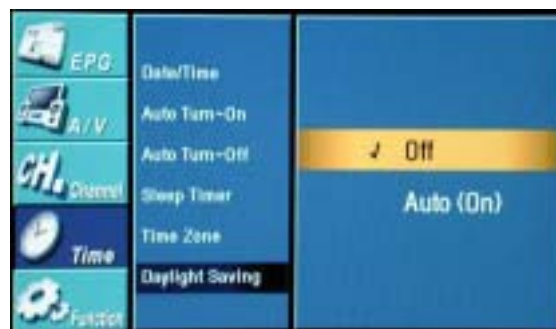 EPG
A/V
CH. Channel
Time
Function
Date/Time
Auto Turn-On
Auto Turn-Off
Sleep Timer
Time Zone
Daylight Saving
Off
Auto (On)